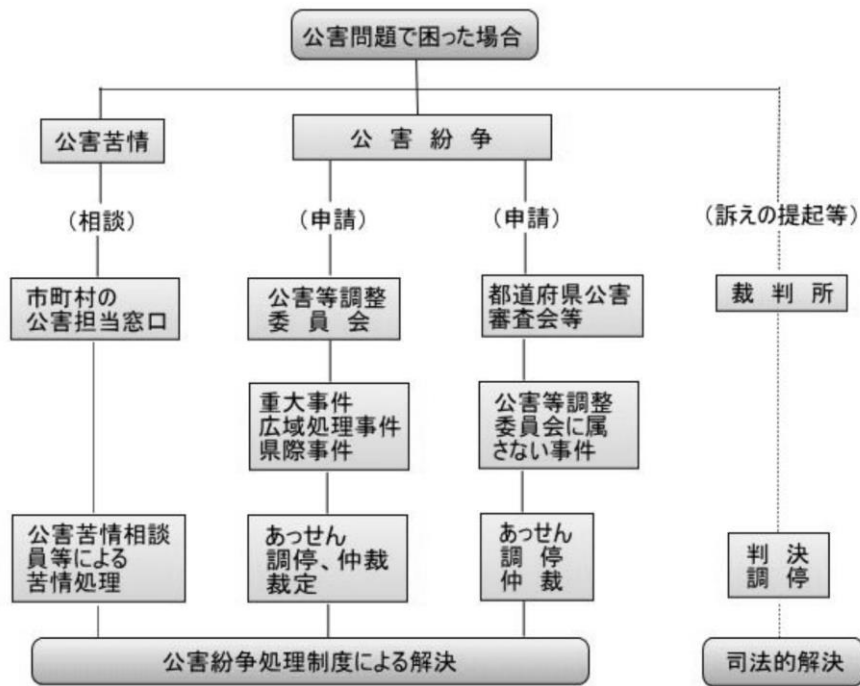 公害問題で困った場合
公害苦情
公害紛争
（相談）
（申請）
（申請）
（訴えの提起等）
市町村の
公害担当窓口
公害等調整
委員会
都道府県公害
審査会等
裁判所
重大事件
広域処理事件
県際事件
公害等調整
委員会に属
さない事件
公害苦情相談
員等による
苦情処理
あっせん
調停、仲裁
裁定
あっせん
調停
仲裁
判決
調停
公害紛争処理制度による解決
司法的解決